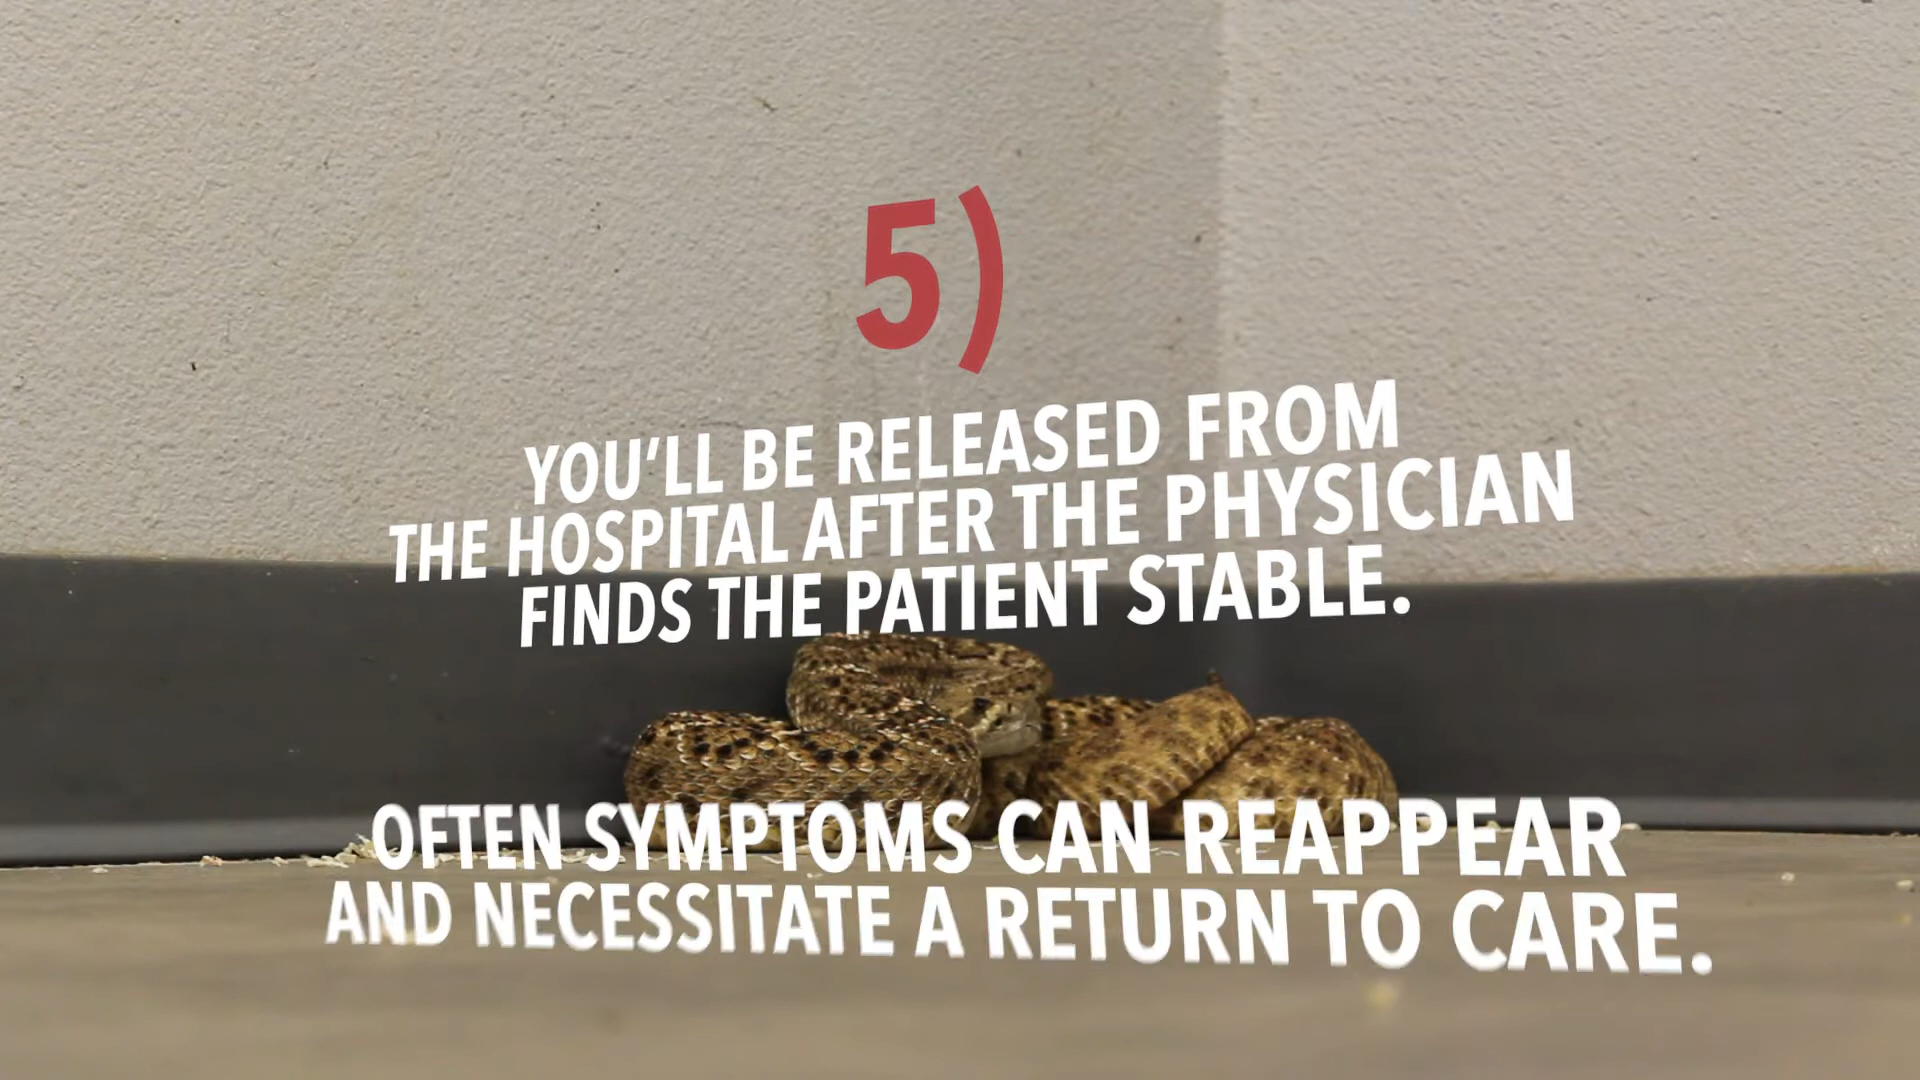 5)
YOU'LL BE RELEASED FROM
THE HOSPITAL AFTER THE PHYSICIAN
FINDS THE PATIENT STABLE.
OFTEN SYMPTOMS CAN REAPPEAR
AND NECESSITATE A RETURN TO CARE.